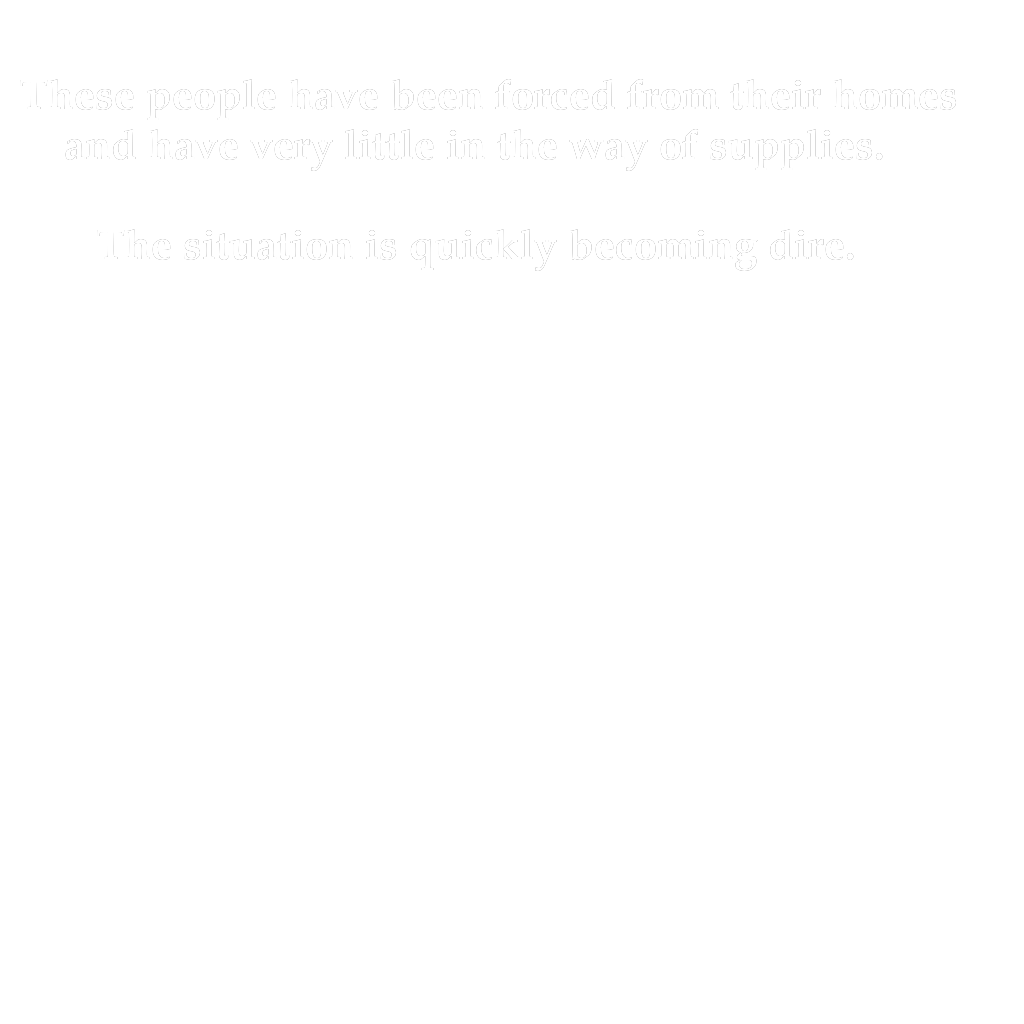 These people have been forced from their homes
and have very little in the way of supplies.
The situation is quickly becoming dire.